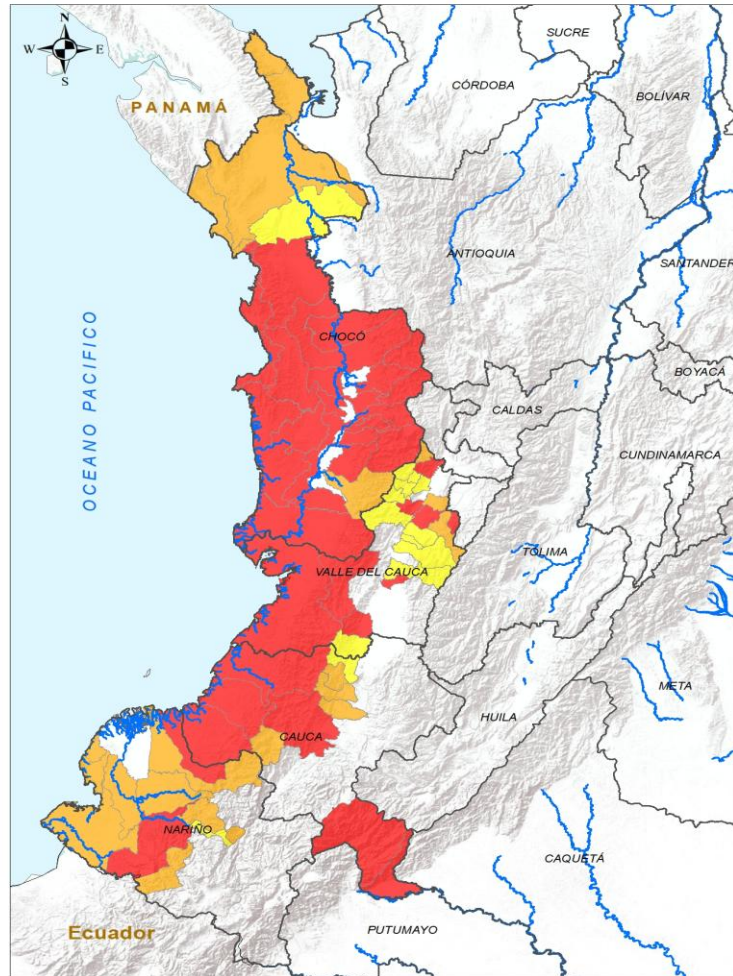 N
W E
S
SUCRE
CÓRDOBA
BOLÍVAR
PANAMÁ
ANTIOQUIA
SANTANDER
CHOCÓ
BOYACÁ
CALDAS
OCEANO PACIFICO
CUNDINAMARCA
TOLIMA
VALLE DEL CAUCA
META
HUILA
CAUCA
NARIÑO
CAQUETÁ
Ecuador
PUTUMAYO